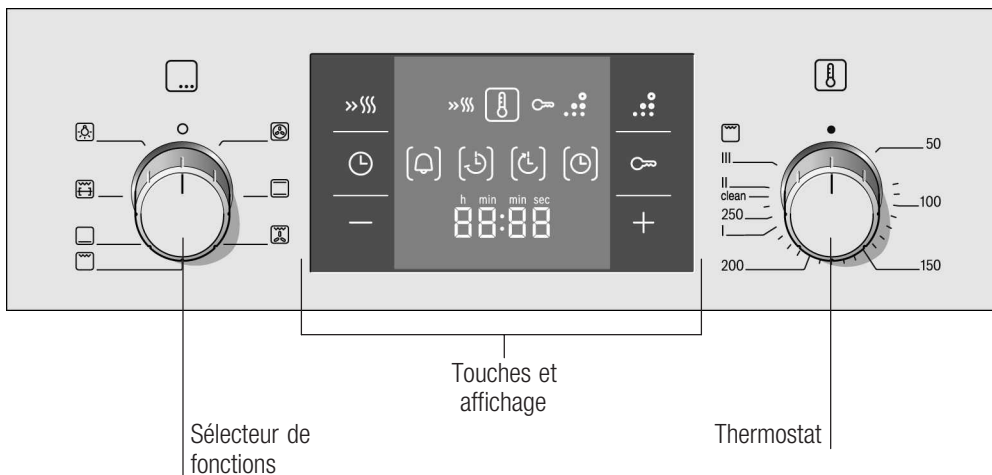 h min min sec
88:88
50
100
150
200
I
250
clean
II
III
Touches et
affichage
Sélecteur de
fonctions
Thermostat